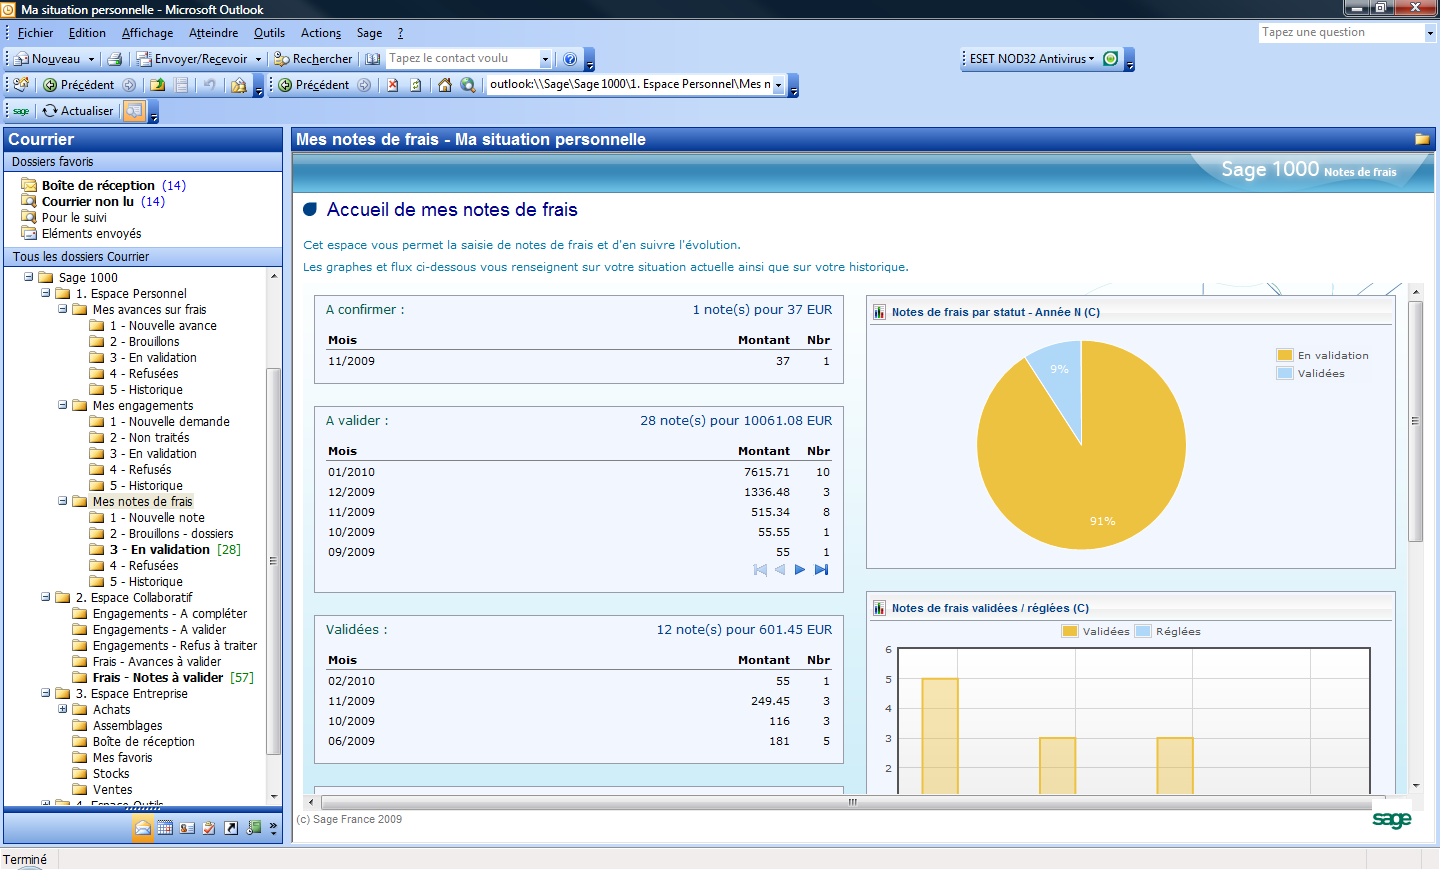 Ma situation personnelle - Microsoft Outlook
Fichier Edition Affichage Atteindre Outils Actions Sage ?
Tapez une question
Nouveau Envoyer/Recevoir Rechercher Tapez le contact voulu
ESET NOD32 Antivirus
Précédent Précédent outlook:\\Sage\Sage 1000\1. Espace Personnel\Mes n
sage Actualiser
Courrier
Dossiers favoris
Boîte de réception (14)
Courrier non lu (14)
Pour le suivi
Eléments envoyés
Tous les dossiers Courrier
Sage 1000
1. Espace Personnel
Mes avances sur frais
1 - Nouvelle avance
2 - Brouillons
3 - En validation
4 - Refusées
5 - Historique
Mes engagements
1 - Nouvelle demande
2 - Non traités
3 - En validation
4 - Refusés
5 - Historique
Mes notes de frais
1 - Nouvelle note
2 - Brouillons - dossiers
3 - En validation [28]
4 - Refusées
5 - Historique
2. Espace Collaboratif
Engagements - A compléter
Engagements - A valider
Engagements - Refus à traiter
Frais - Avances à valider
Frais - Notes à valider [57]
3. Espace Entreprise
Achats
Assemblages
Boîte de réception
Mes favoris
Stocks
Ventes
4. Espace Outils
Mes notes de frais - Ma situation personnelle
Sage 1000 Notes de frais
Accueil de mes notes de frais
Cet espace vous permet la saisie de notes de frais et d'en suivre l'évolution.
Les graphes et flux ci-dessous vous renseignent sur votre situation actuelle ainsi que sur votre historique.
A confirmer : 1 note(s) pour 37 EUR
Mois Montant Nbr
11/2009 37 1
A valider : 28 note(s) pour 10061.08 EUR
Mois Montant Nbr
01/2010 7615.71 10
12/2009 1336.48 3
11/2009 515.34 8
10/2009 55.55 1
09/2009 55 1
Validées : 12 note(s) pour 601.45 EUR
Mois Montant Nbr
02/2010 55 1
11/2009 249.45 3
10/2009 116 3
06/2009 181 5
Notes de frais par statut - Année N (C)
En validation
Validées
9%
91%
Notes de frais validées / réglées (C)
Validées Réglées
6
5
4
3
2
(c) Sage France 2009
sage
Terminé